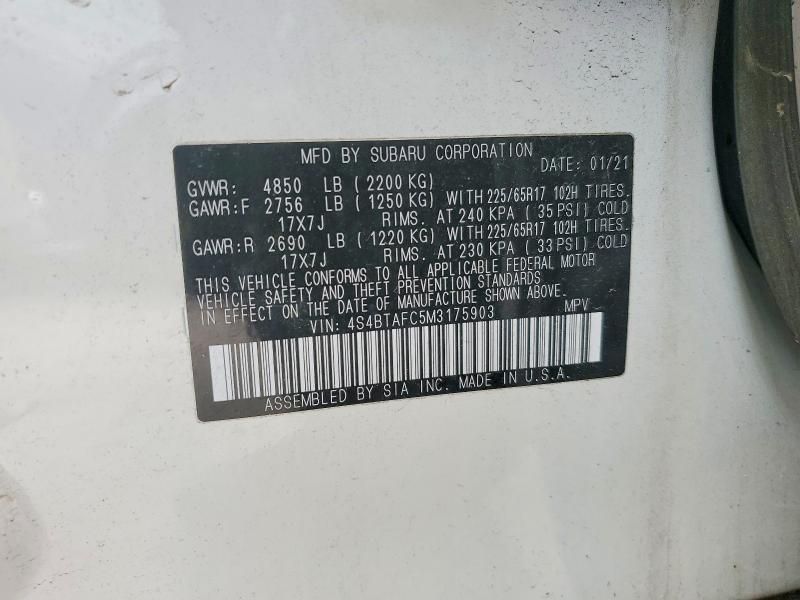 MFD BY SUBARU CORPORATION DATE: 01/21
GVWR: 4850 LB (2200 KG)
GAWR:F 2756 LB (1250 KG) WITH 225/65R17 102H TIRES.
17X7J RIMS. AT 240 KPA (35 PSI) COLD
GAWR:R 2690 LB (1220 KG) WITH 225/65R17 102H TIRES.
17X7J RIMS. AT 230 KPA (33 PSI) COLD
THIS VEHICLE CONFORMS TO ALL APPLICABLE FEDERAL MOTOR
VEHICLE SAFETY AND THEFT PREVENTION STANDARDS
IN EFFECT ON THE DATE OF MANUFACTURE SHOWN ABOVE.
VIN: 4S4BTAFC5M3175903 MPV
ASSEMBLED BY SIA INC. MADE IN U.S.A.